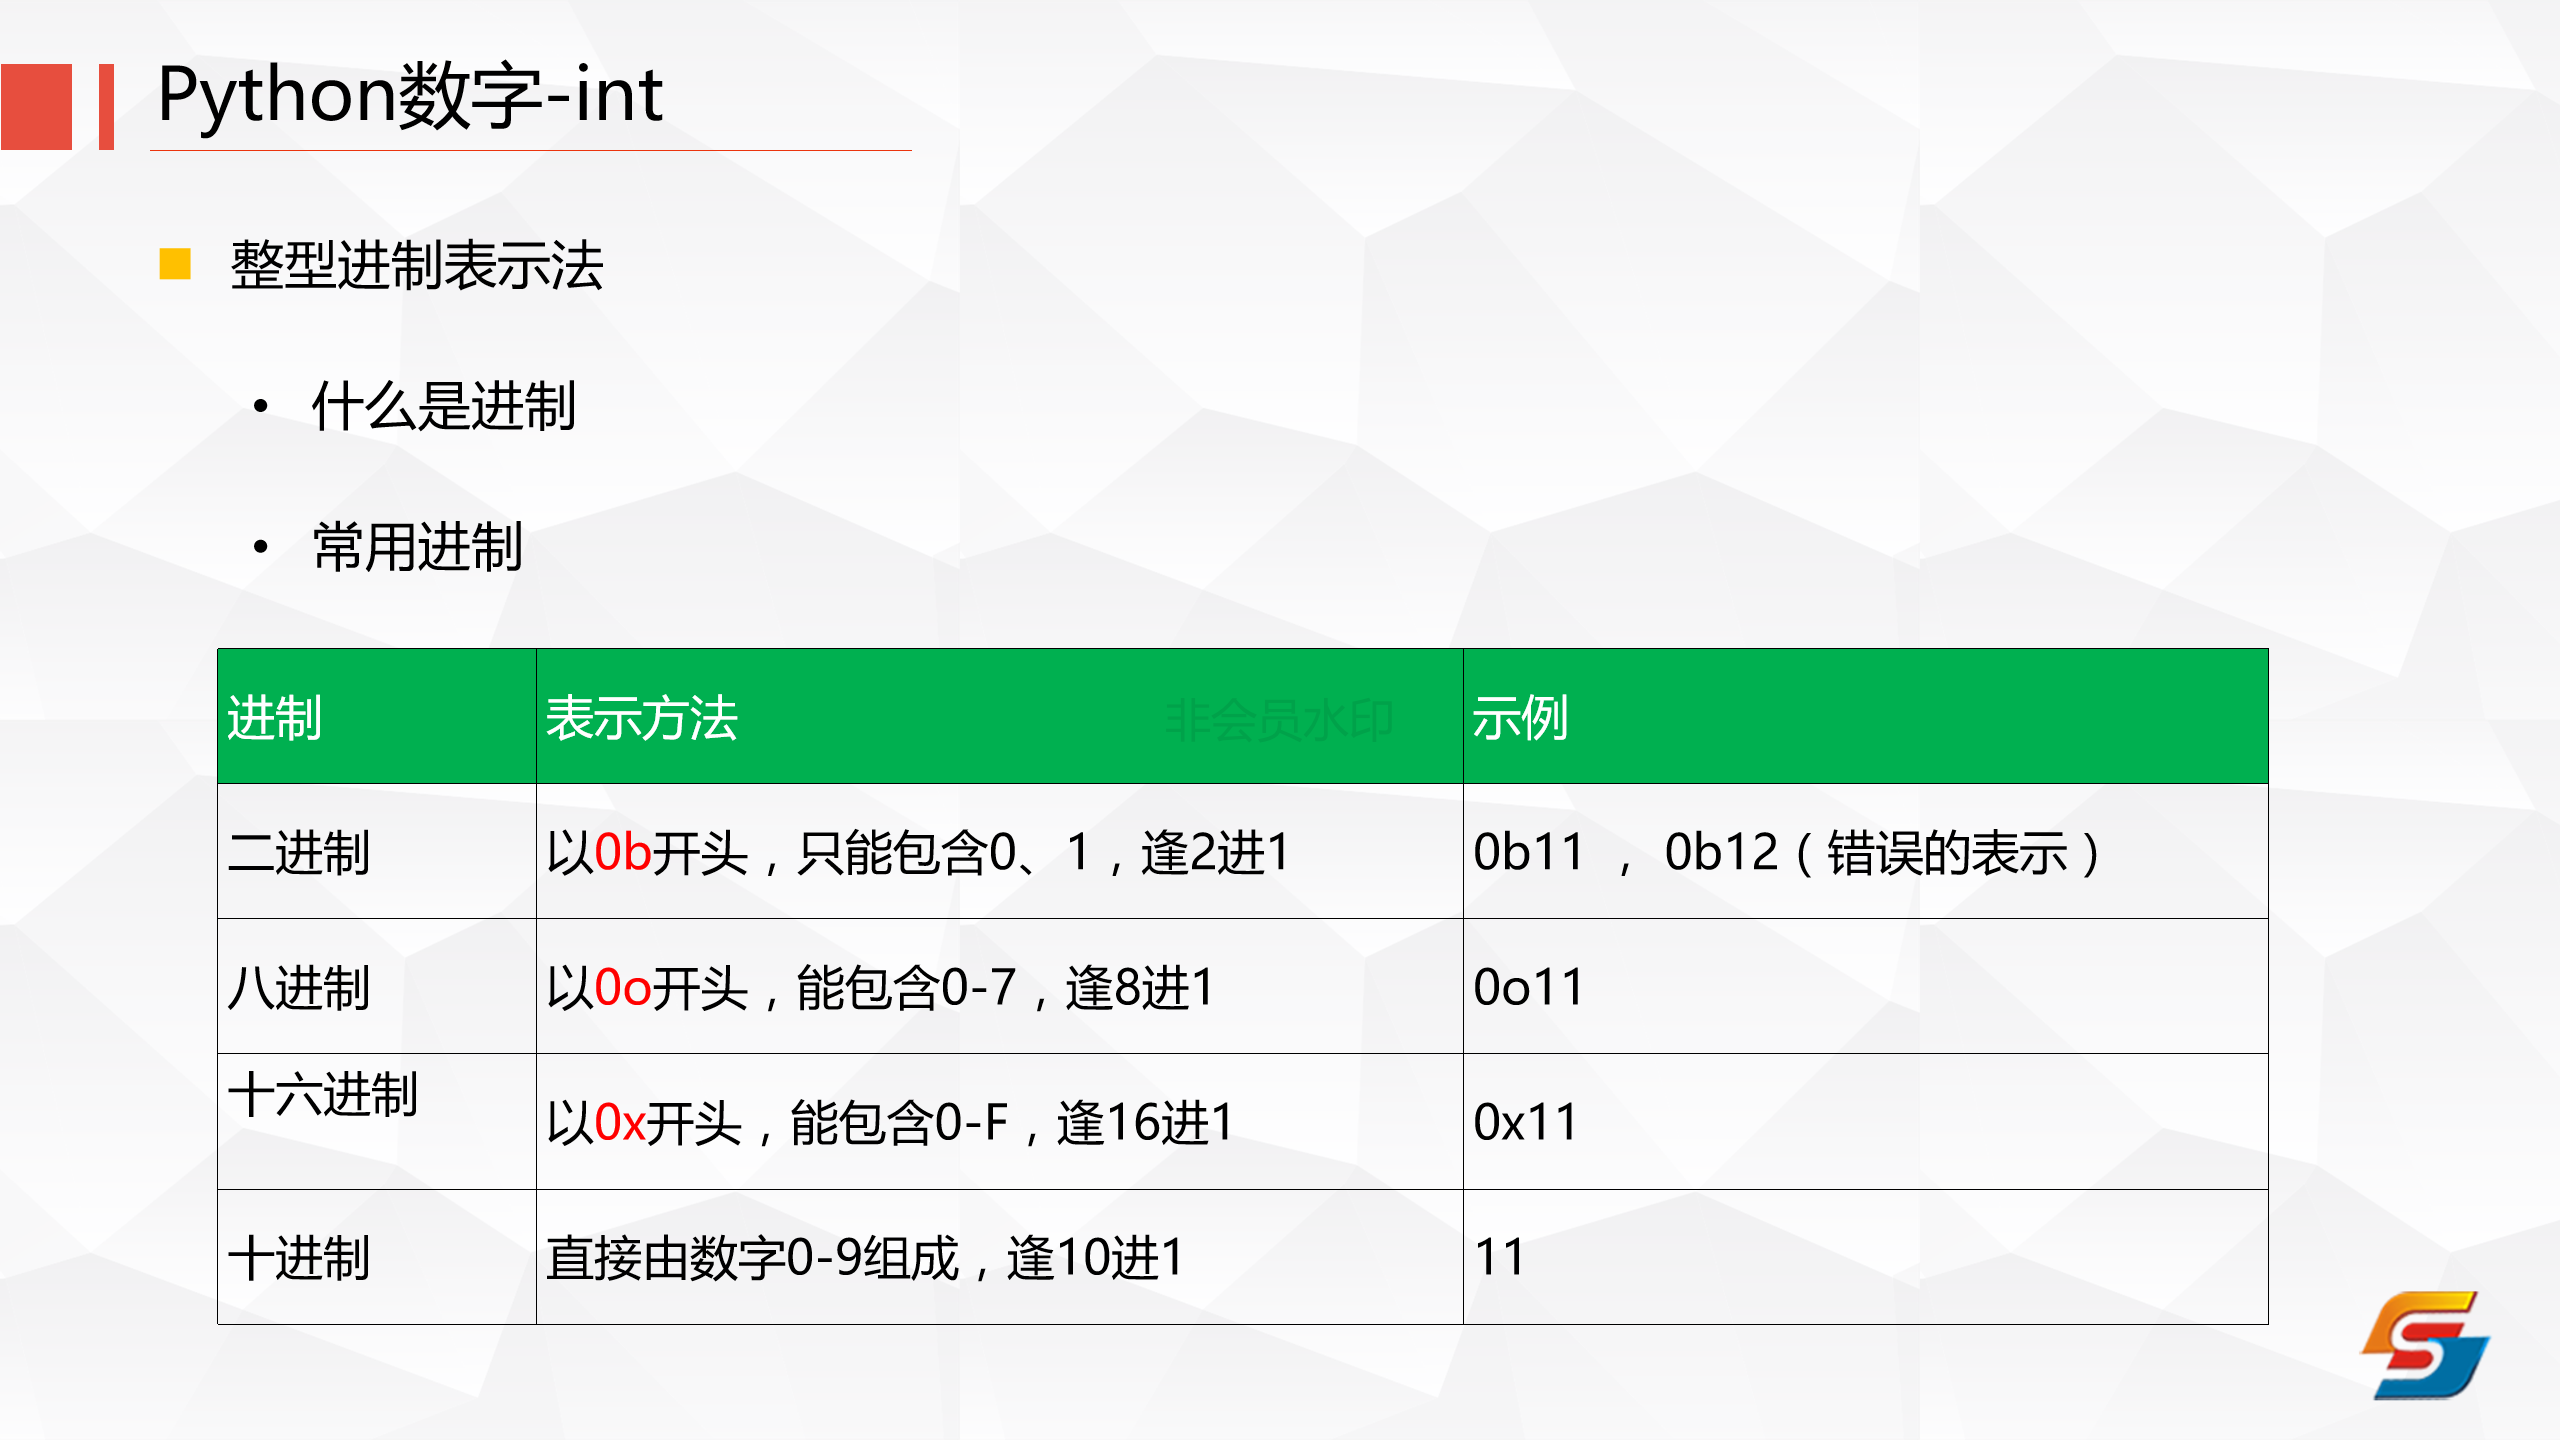 Python数字-int
整型进制表示法
• 什么是进制
• 常用进制
进制 表示方法 示例
非会员水印
二进制 以0b开头，只能包含0、1，逢2进1 0b11 ， 0b12（错误的表示）
八进制 以0o开头，能包含0-7，逢8进1 0o11
十六进制 以0x开头，能包含0-F，逢16进1 0x11
十进制 直接由数字0-9组成，逢10进1 11